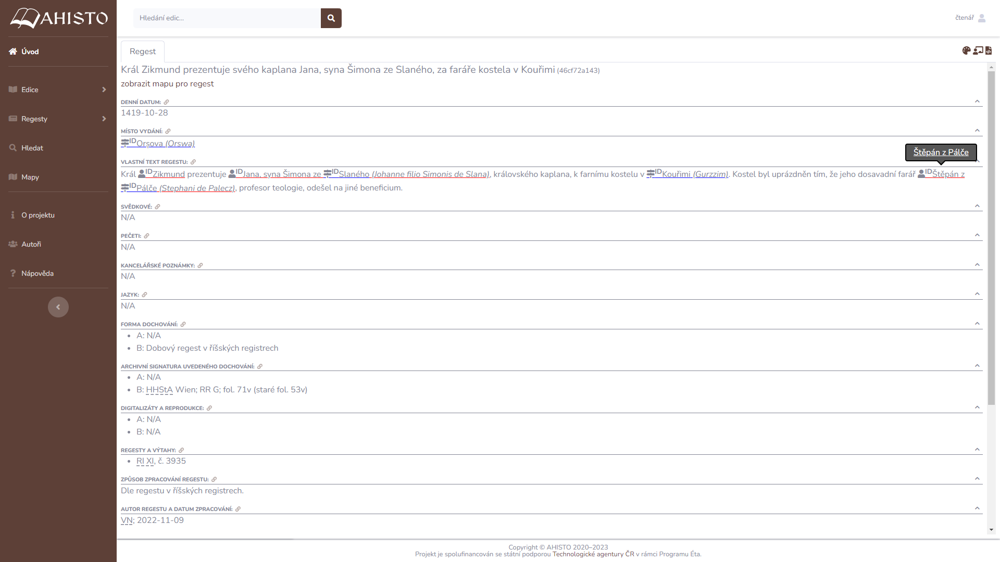 AHISTO
Hledání edic...
čtenář
Úvod
Edice
Regesty
Hledat
Mapy
O projektu
Autoři
Nápověda
Regest
Král Zikmund prezentuje svého kaplana Jana, syna Šimona ze Slaného, za faráře kostela v Kouřimi (46cf72a143)
zobrazit mapu pro regest
DENNÍ DATUM:
1419-10-28
MÍSTO VYDÁNÍ:
IDOrșova (Orswa)
Štěpán z Pálče
VLASTNÍ TEXT REGESTU:
Král IDZikmund prezentuje IDJana, syna Šimona ze IDSlaného (Johanne filio Simonis de Slana), královského kaplana, k farnímu kostelu v IDKouřimi (Gurzzim). Kostel byl uprázdněn tím, že jeho dosavadní farář IDŠtěpán z
IDPálče (Stephani de Palecz), profesor teologie, odešel na jiné beneficium.
SVĚDKOVÉ:
N/A
PEČETI:
N/A
KANCELÁŘSKÉ POZNÁMKY:
N/A
JAZYK:
N/A
FORMA DOCHOVÁNÍ:
• A: N/A
• B: Dobový regest v říšských registrech
ARCHIVNÍ SIGNATURA UVEDENÉHO DOCHOVÁNÍ:
• A: N/A
• B: HHStA Wien; RR G; fol. 71v (staré fol. 53v)
DIGITALIZÁTY A REPRODUKCE:
• A: N/A
• B: N/A
REGESTY A VÝTAHY:
• RI XI, č. 3935
ZPŮSOB ZPRACOVÁNÍ REGESTU:
Dle regestu v říšských registrech.
AUTOR REGESTU A DATUM ZPRACOVÁNÍ:
VN; 2022-11-09
Copyright © AHISTO 2020–2023
Projekt je spolufinancován se státní podporou Technologické agentury ČR v rámci Programu Éta.